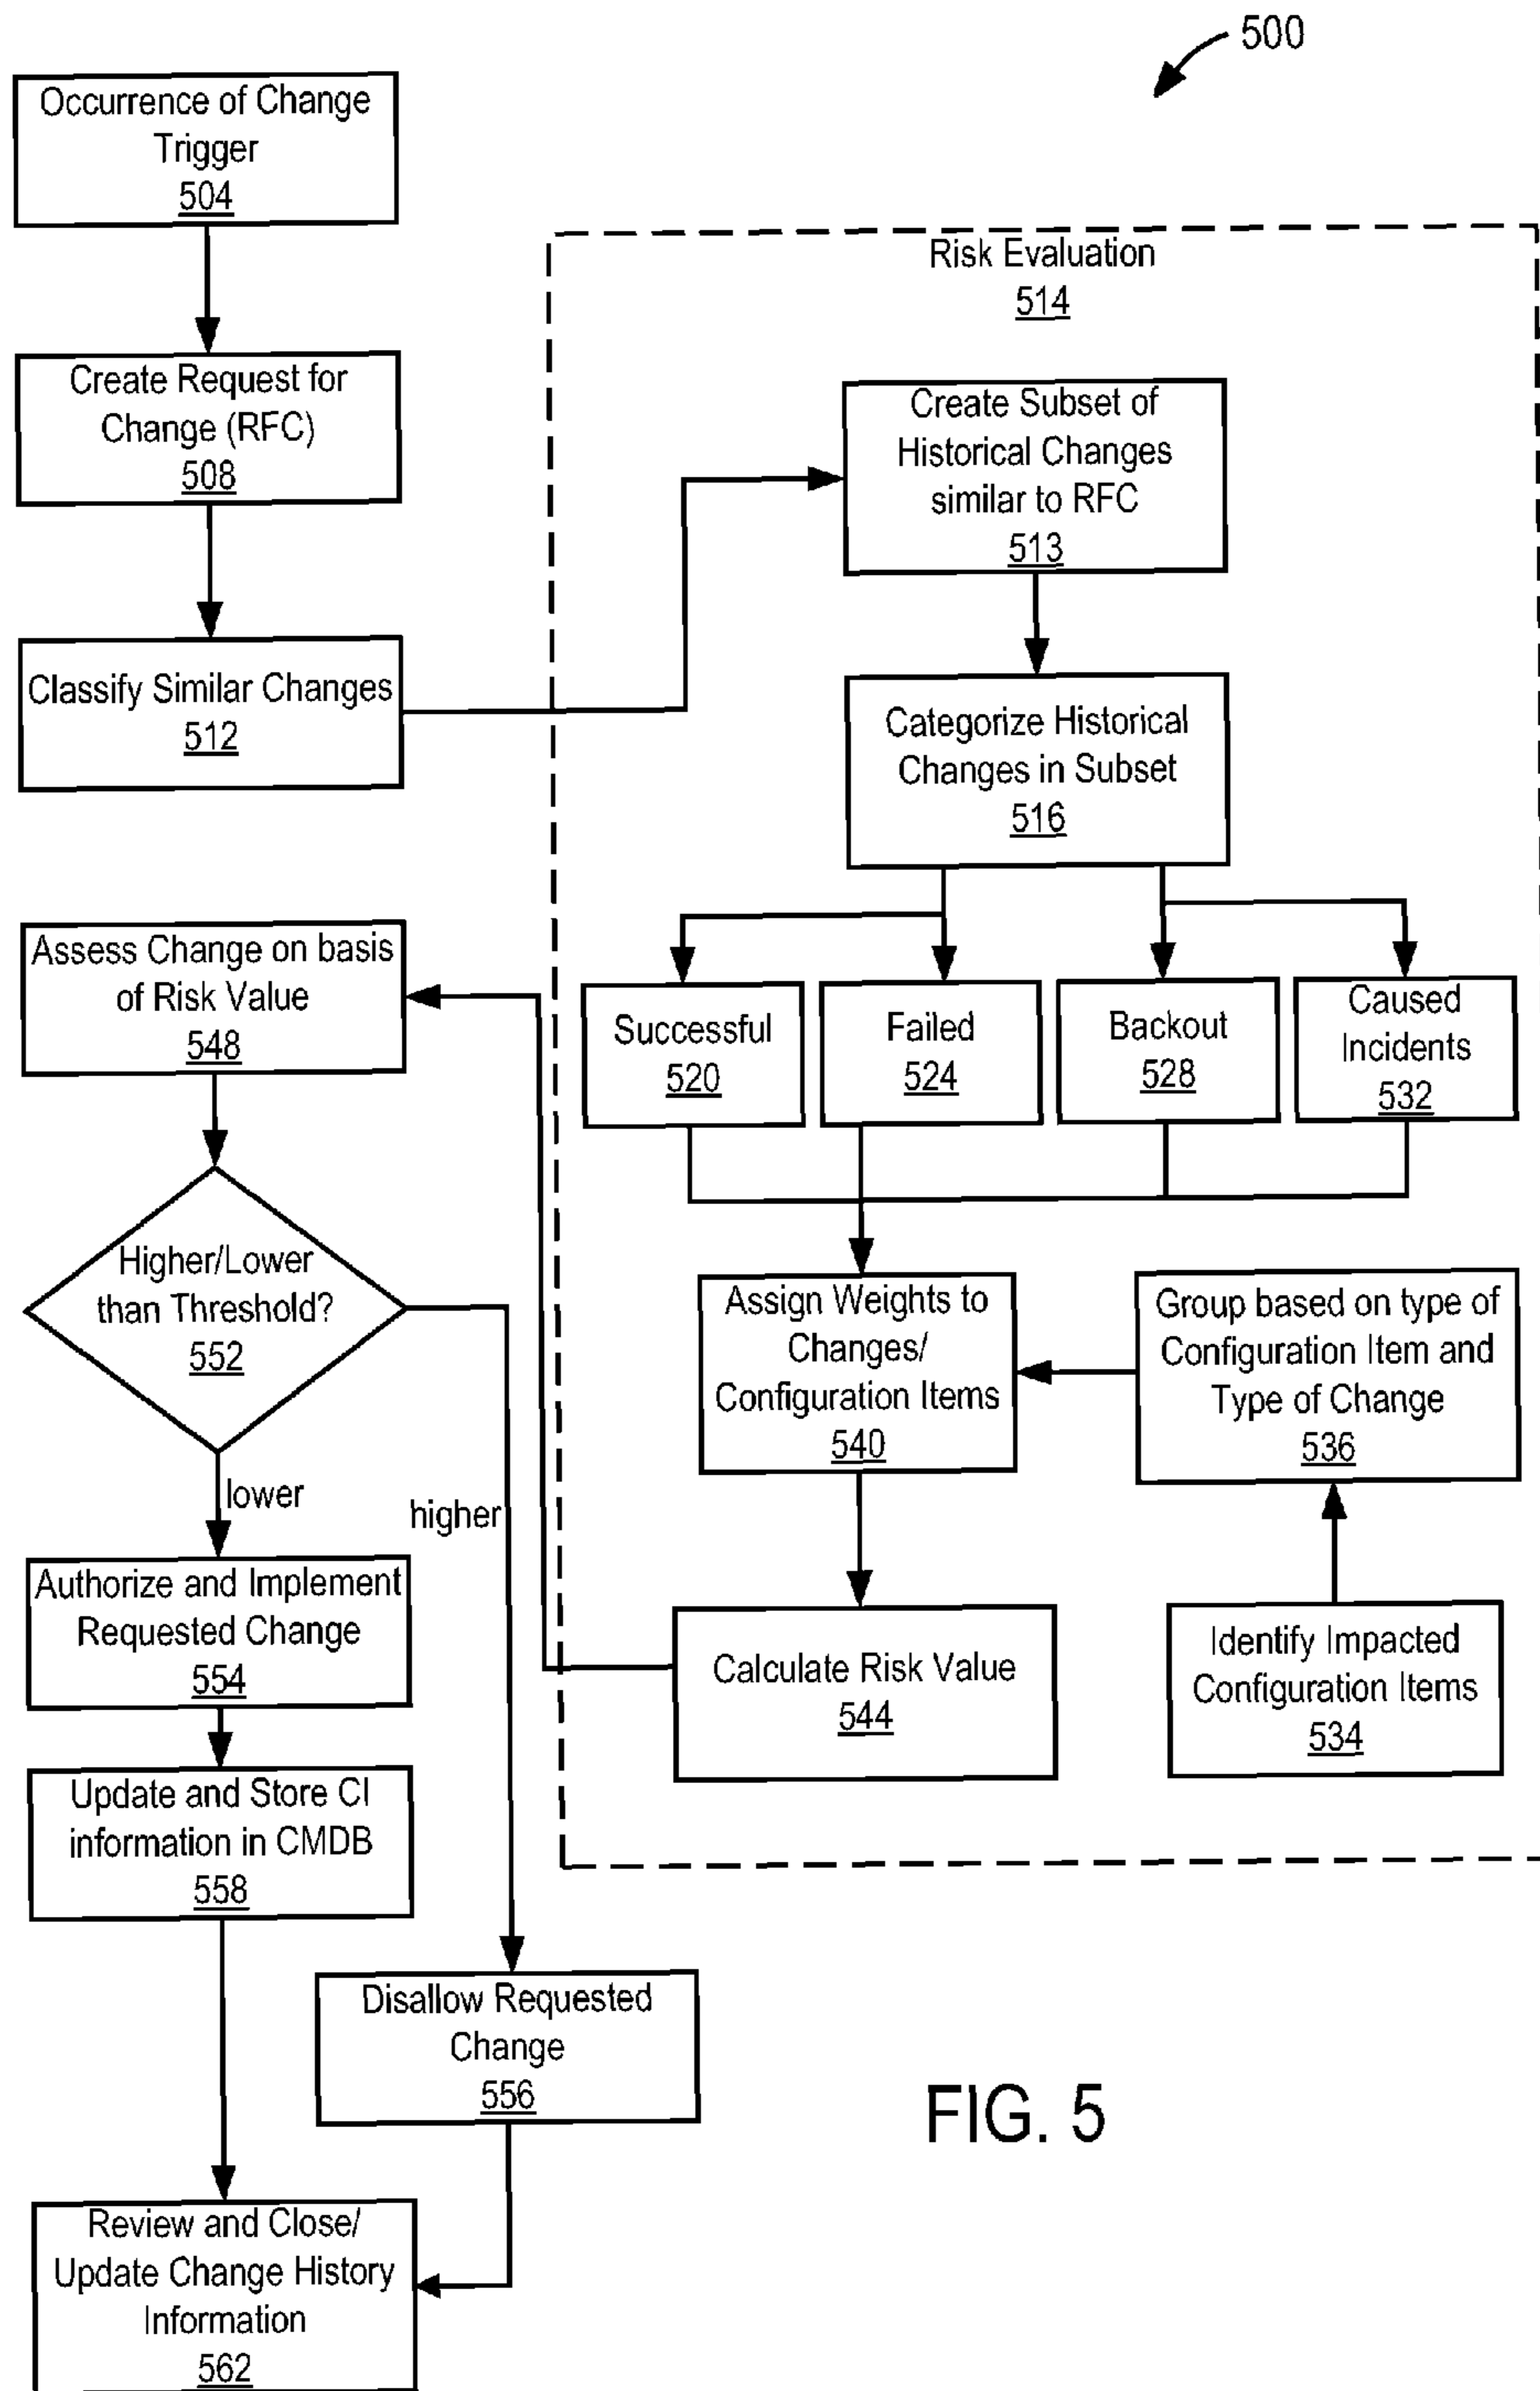 500
Occurrence of Change
Trigger
504
Create Request for
Change (RFC)
508
Classify Similar Changes
512
Risk Evaluation
514
Create Subset of
Historical Changes
similar to RFC
513
Categorize Historical
Changes in Subset
516
Successful
520
Failed
524
Backout
528
Caused
Incidents
532
Assign Weights to
Changes/
Configuration Items
540
Group based on type of
Configuration Item and
Type of Change
536
Identify Impacted
Configuration Items
534
Calculate Risk Value
544
Assess Change on basis
of Risk Value
548
Higher/Lower
than Threshold?
552
lower
higher
Authorize and Implement
Requested Change
554
Update and Store CI
information in CMDB
558
Disallow Requested
Change
556
Review and Close/
Update Change History
Information
562
FIG. 5